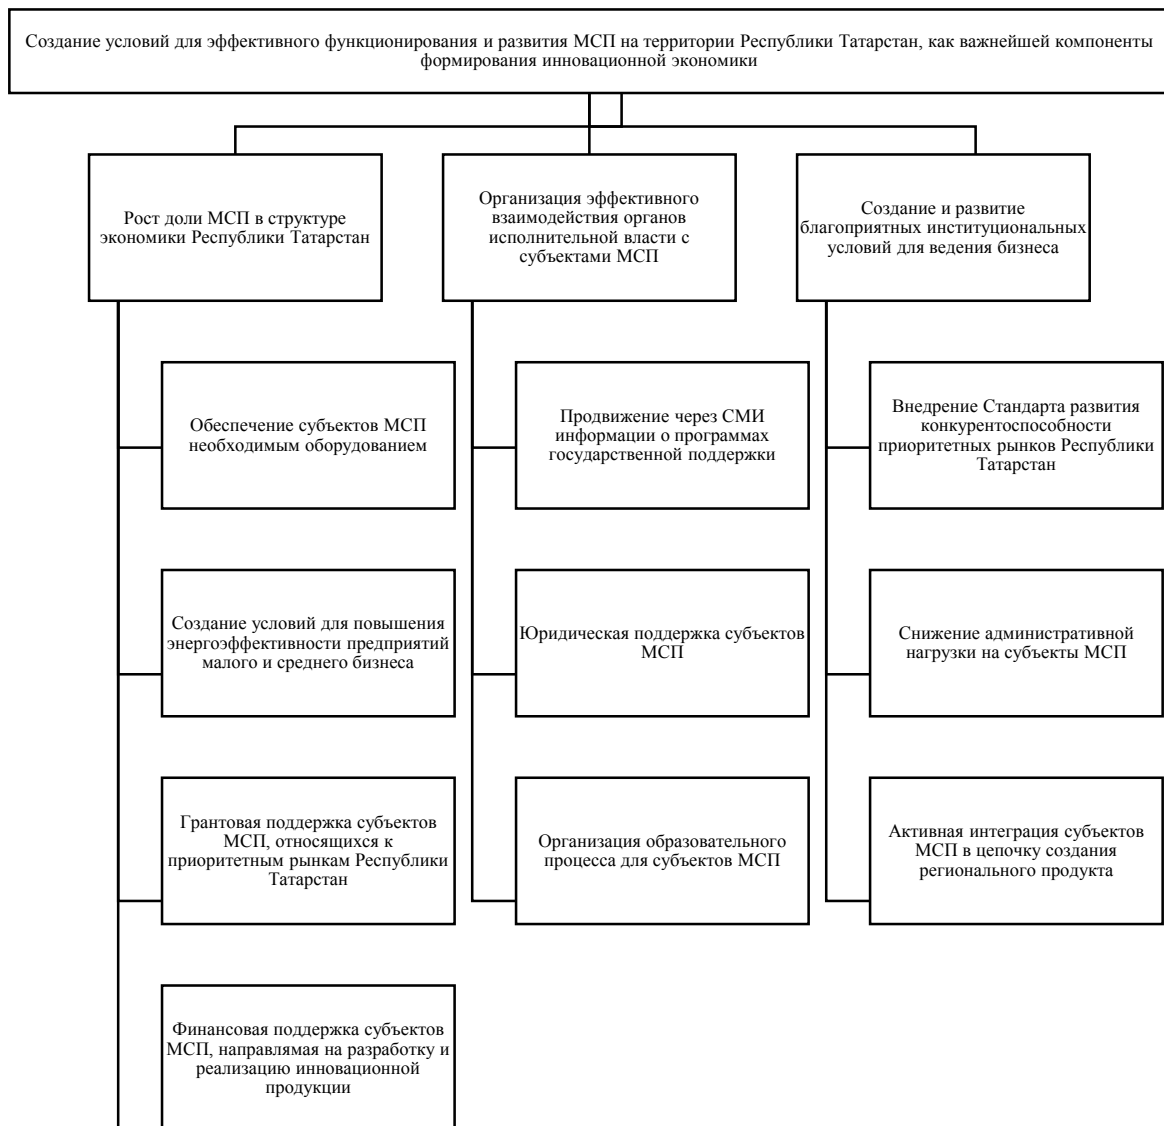 Создание условий для эффективного функционирования и развития МСП на территории Республики Татарстан, как важнейшей компоненты
формирования инновационной экономики
Рост доли МСП в структуре
экономики Республики Татарстан
Организация эффективного
взаимодействия органов
исполнительной власти с
субъектами МСП
Создание и развитие
благоприятных институциональных
условий для ведения бизнеса
Обеспечение субъектов МСП
необходимым оборудованием
Продвижение через СМИ
информации о программах
государственной поддержки
Внедрение Стандарта развития
конкурентоспособности
приоритетных рынков Республики
Татарстан
Создание условий для повышения
энергоэффективности предприятий
малого и среднего бизнеса
Юридическая поддержка субъектов
МСП
Снижение административной
нагрузки на субъекты МСП
Грантовая поддержка субъектов
МСП, относящихся к
приоритетным рынкам Республики
Татарстан
Организация образовательного
процесса для субъектов МСП
Активная интеграция субъектов
МСП в цепочку создания
регионального продукта
Финансовая поддержка субъектов
МСП, направлямая на разработку и
реализацию инновационной
продукции